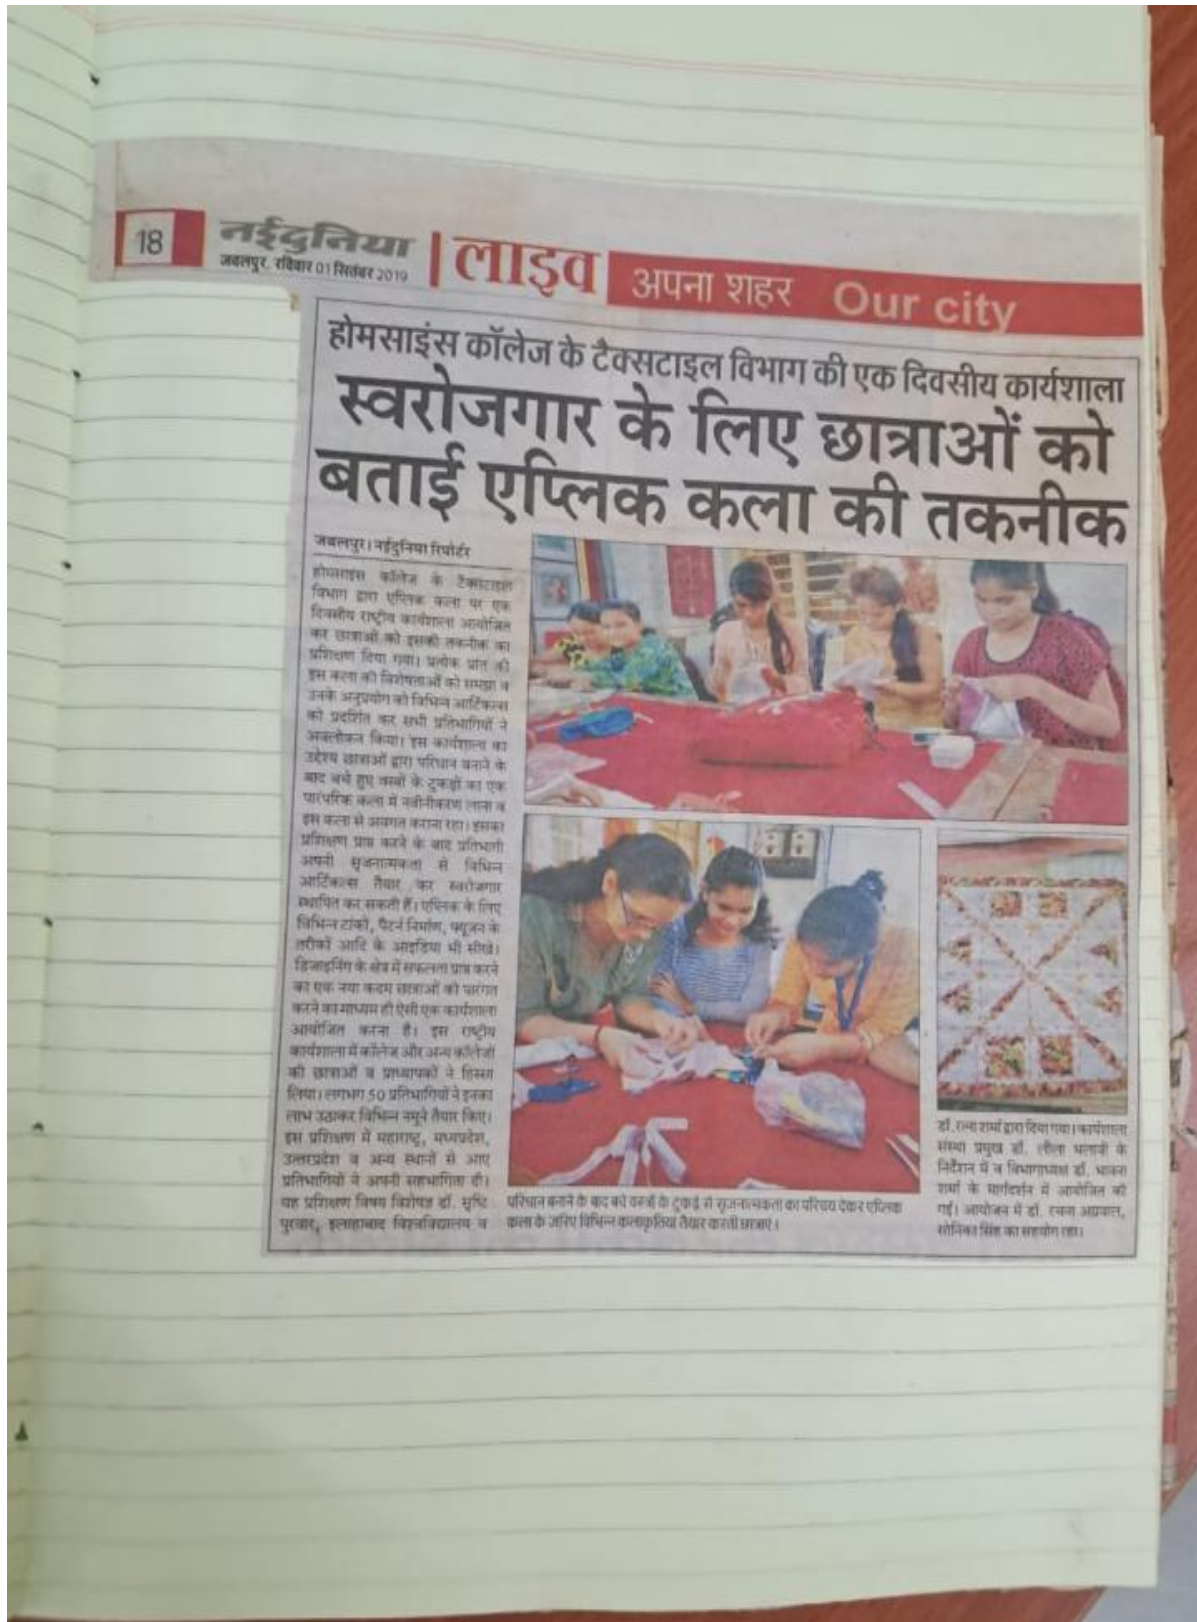 18
नईदुनिया
जबलपुर, रविवार 01 सितंबर 2019
लाइव
अपना शहर Our city
होमसाइंस कॉलेज के टैक्सटाइल विभाग की एक दिवसीय कार्यशाला
स्वरोजगार के लिए छात्राओं को
बताई एप्लिक कला की तकनीक
जबलपुर। नईदुनिया रिपोर्टर
होमसाइंस कॉलेज के टेक्सटाइल
विभाग द्वारा एप्लिक कला पर एक
दिवसीय राष्ट्रीय कार्यशाला आयोजित
कर छात्राओं को इसकी तकनीक का
प्रशिक्षण दिया गया। प्रत्येक प्रांत की
इस कला की विशेषताओं को समझा व
उनके अनुप्रयोग को विभिन्न आर्टिकल्स
को प्रदर्शित कर सभी प्रतिभागियों ने
अवलोकन किया। इस कार्यशाला का
उद्देश्य छात्राओं द्वारा परिधान बनाने के
बाद बचे हुए वस्त्रों के टुकड़ों का एक
पारंपरिक कला में नवीनीकरण लाना व
इस कला से अवगत कराना रहा। इसका
प्रशिक्षण प्राप्त करने के बाद प्रतिभागी
अपनी सृजनात्मकता से विभिन्न
आर्टिकल्स तैयार कर स्वरोजगार
स्थापित कर सकती हैं। एप्लिक के लिए
विभिन्न टांकों, पैटर्न निर्माण, फ्यूजन के
तरीकों आदि के आइडिया भी सीखे।
डिजाइनिंग के क्षेत्र में सफलता प्राप्त करने
का एक नया कदम छात्राओं को पारंगत
करने का माध्यम ही ऐसी एक कार्यशाला
आयोजित करना है। इस राष्ट्रीय
कार्यशाला में कॉलेज और अन्य कॉलेजों
की छात्राओं व प्राध्यापकों ने हिस्सा
लिया। लगभग 50 प्रतिभागियों ने इनका
लाभ उठाकर विभिन्न नमूने तैयार किए।
इस प्रशिक्षण में महाराष्ट्र, मध्यप्रदेश,
उत्तरप्रदेश व अन्य स्थानों से आए
प्रतिभागियों ने अपनी सहभागिता दी।
यह प्रशिक्षण विषय विशेषज्ञ डॉ. सृष्टि
पुरवार, इलाहाबाद विश्वविद्यालय व
परिधान बनाने के बाद बचे वस्त्रों के टुकड़े से सृजनात्मकता का परिचय देकर एप्लिक
कला के जरिए विभिन्न कलाकृतियां तैयार करती छात्राएं।
डॉ. रत्ना शर्मा द्वारा दिया गया। कार्यशाला
संस्था प्रमुख डॉ. लीला भलावी के
निर्देशन में व विभागाध्यक्ष डॉ. भावना
शर्मा के मार्गदर्शन में आयोजित की
गई। आयोजन में डॉ. रचना अग्रवाल,
सोनिका सिंह का सहयोग रहा।